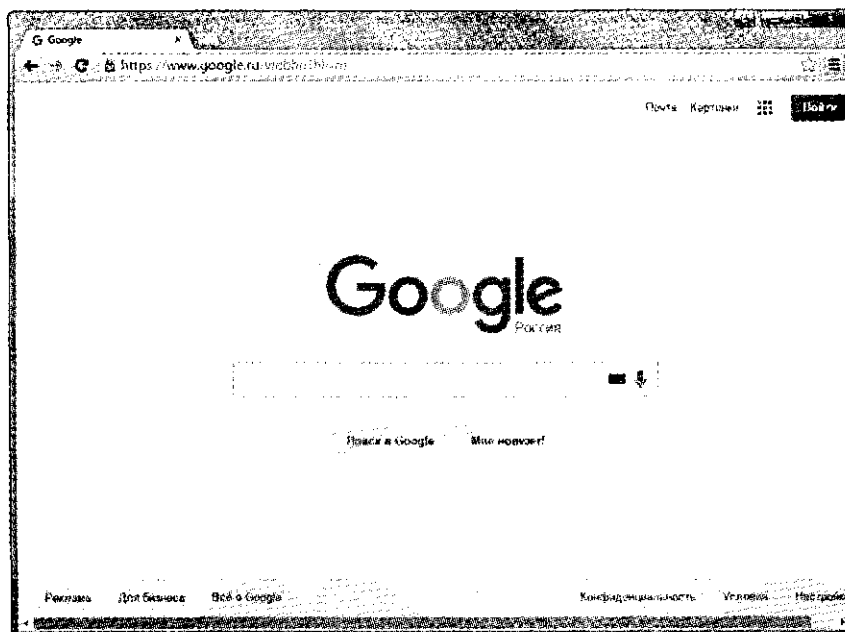 G Google ×
https://www.google.ru
Почта Картинки Войти
Google
Россия
Поиск в Google Мне повезет!
Реклама Для бизнеса Всё о Google Конфиденциальность Условия Настройки